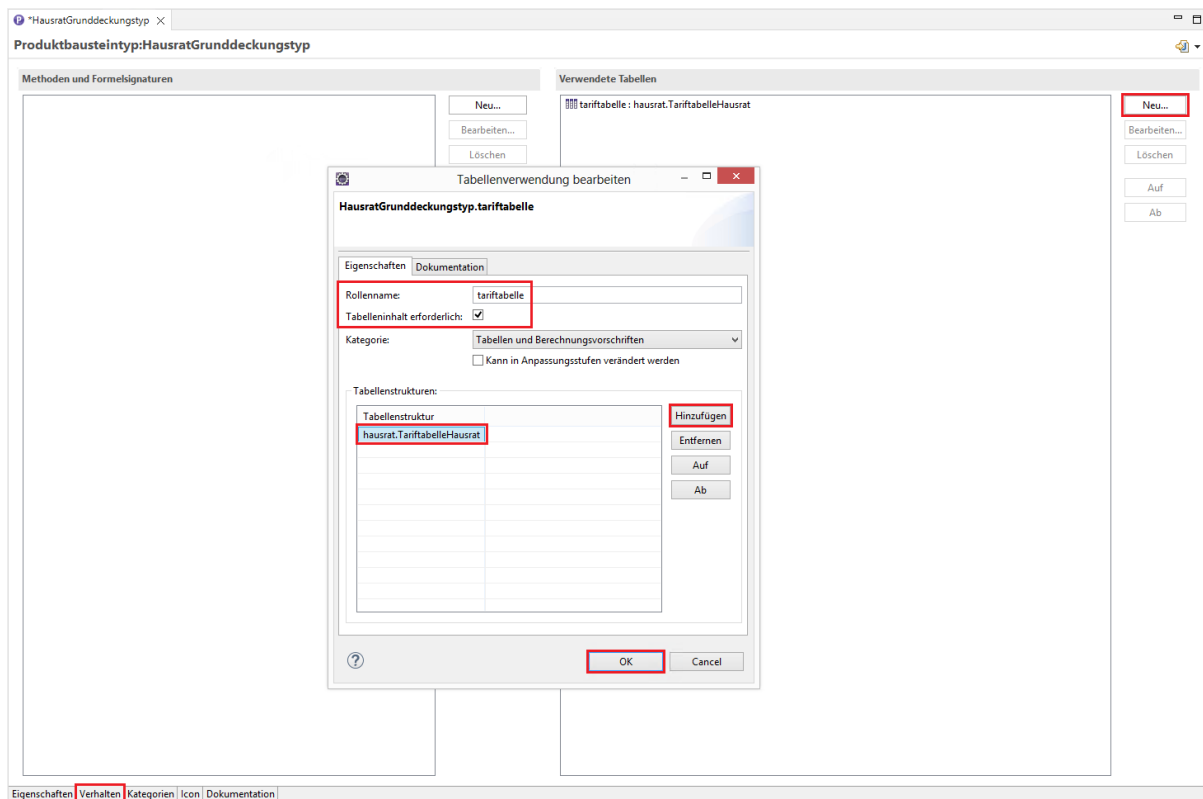 *HausratGrunddeckungstyp
Produktbausteintyp:HausratGrunddeckungstyp
Methoden und Formelsignaturen
Neu...
Bearbeiten...
Löschen
Verwendete Tabellen
tariftabelle : hausrat.TariftabelleHausrat
Neu...
Bearbeiten...
Löschen
Auf
Ab
Tabellenverwendung bearbeiten
HausratGrunddeckungstyp.tariftabelle
Eigenschaften Dokumentation
Rollenname: tariftabelle
Tabelleninhalt erforderlich:
Kategorie: Tabellen und Berechnungsvorschriften
Kann in Anpassungsstufen verändert werden
Tabellenstrukturen:
Tabellenstruktur
hausrat.TariftabelleHausrat
Hinzufügen
Entfernen
Auf
Ab
OK Cancel
Eigenschaften Verhalten Kategorien Icon Dokumentation